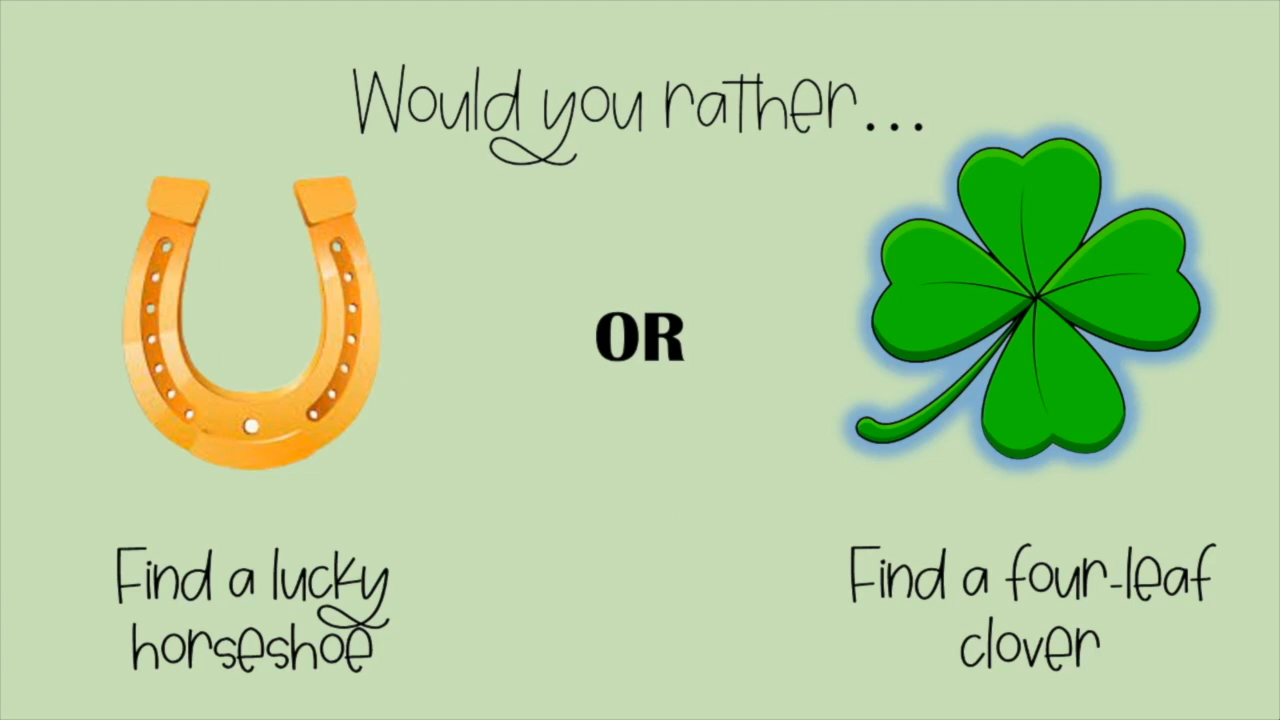 Would you rather...
OR
Find a lucky
horseshoe
Find a four-leaf
clover